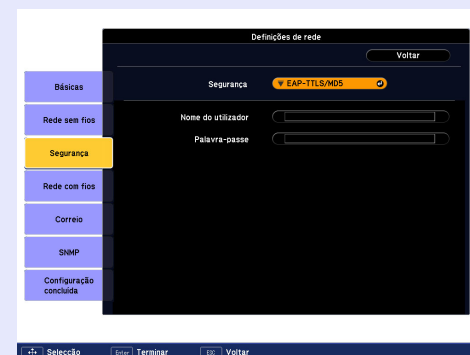 Definições de rede
Voltar
Segurança EAP-TTLS/MD5
Nome do utilizador
Palavra-passe
Básicas
Rede sem fios
Segurança
Rede com fios
Correio
SNMP
Configuração
concluída
Selecção Enter Terminar ESC Voltar